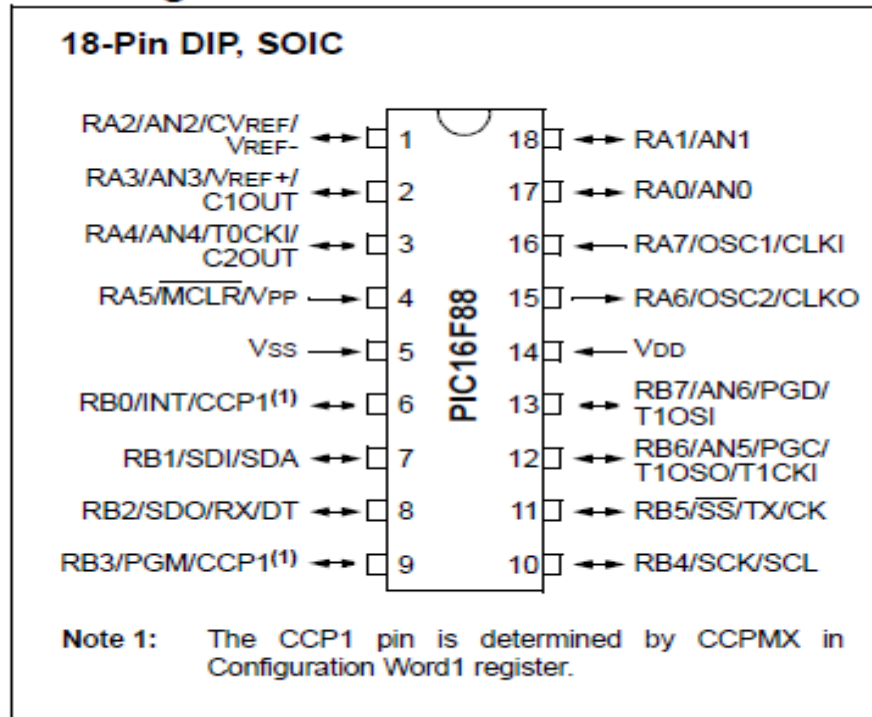 18-Pin DIP, SOIC
RA2/AN2/CVREF/
VREF-
RA3/AN3/VREF+/
C1OUT
RA4/AN4/T0CKI/
C2OUT
RA5/MCLR/VPP
VSS
RB0/INT/CCP1(1)
RB1/SDI/SDA
RB2/SDO/RX/DT
RB3/PGM/CCP1(1)
1
2
3
4
5
6
7
8
9
PIC16F88
18
17
16
15
14
13
12
11
10
RA1/AN1
RA0/AN0
RA7/OSC1/CLKI
RA6/OSC2/CLKO
VDD
RB7/AN6/PGD/
T1OSI
RB6/AN5/PGC/
T1OSO/T1CKI
RB5/SS/TX/CK
RB4/SCK/SCL
Note 1: The CCP1 pin is determined by CCPMX in
Configuration Word1 register.